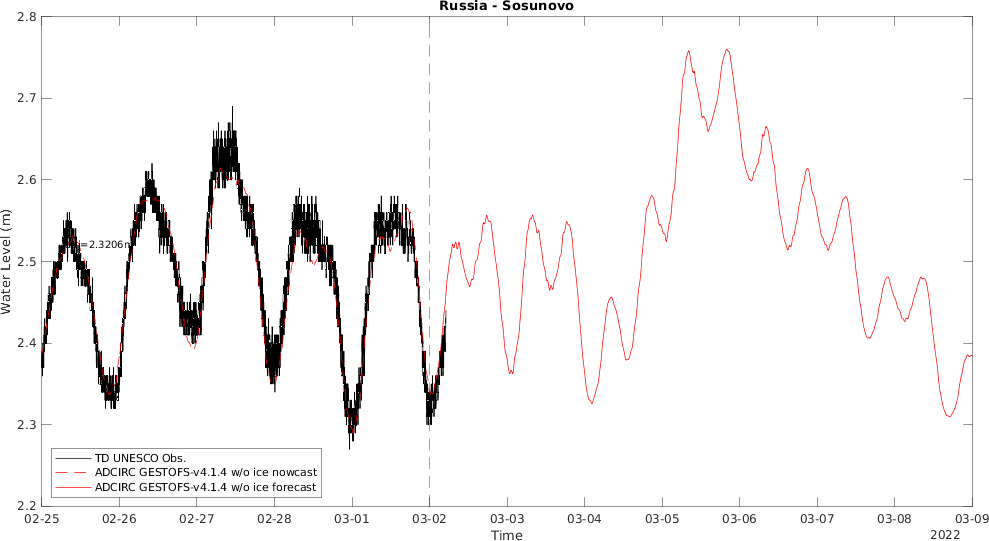 Russia - Sosunovo
2.8
2.7
2.6
2.5
2.4
2.3
2.2
Water Level (m)
=2.3206
TD UNESCO Obs.
ADCIRC GESTOFS-v4.1.4 w/o ice nowcast
ADCIRC GESTOFS-v4.1.4 w/o ice forecast
02-25 02-26 02-27 02-28 03-01 03-02 03-03 03-04 03-05 03-06 03-07 03-08 03-09
Time
2022